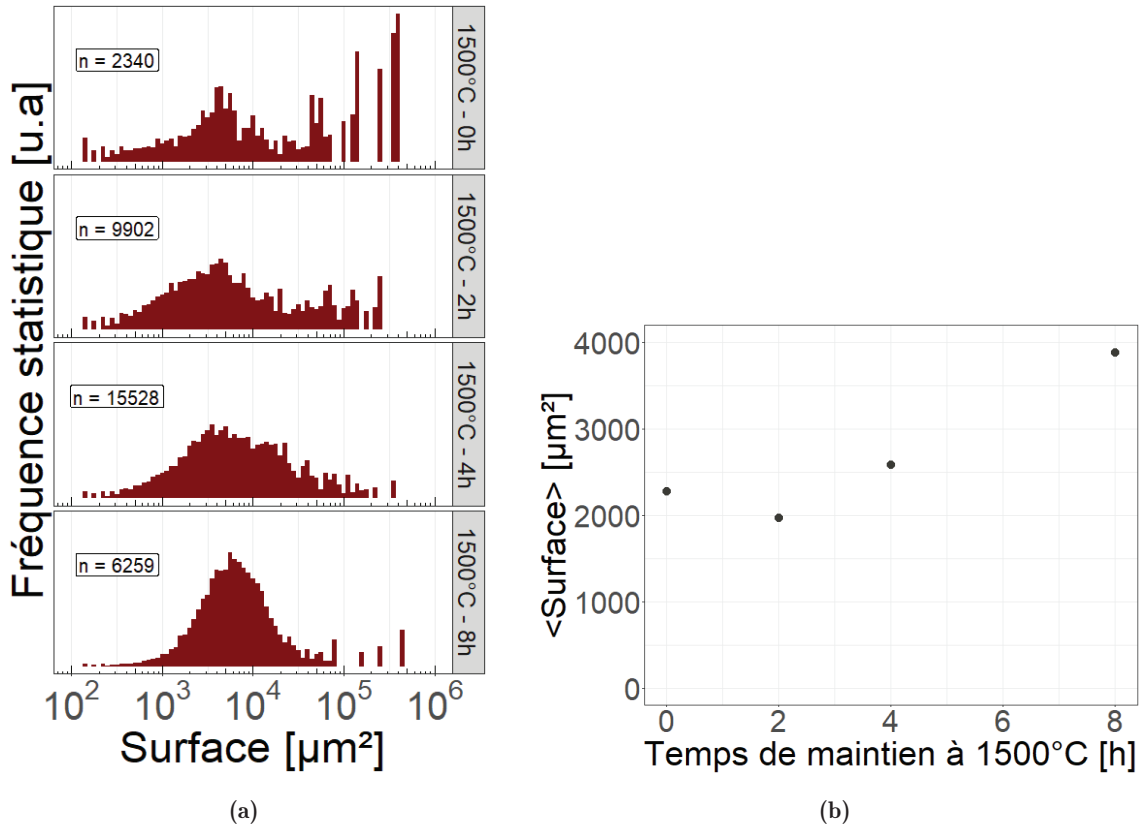 Fréquence statistique [u.a]
n = 2340
1500°C - 0h
n = 9902
1500°C - 2h
n = 15528
1500°C - 4h
n = 6259
1500°C - 8h
10² 10³ 10⁴ 10⁵ 10⁶
Surface [µm²]
(a)
<Surface> [µm²]
4000
3000
2000
1000
0
0 2 4 6 8
Temps de maintien à 1500°C [h]
(b)